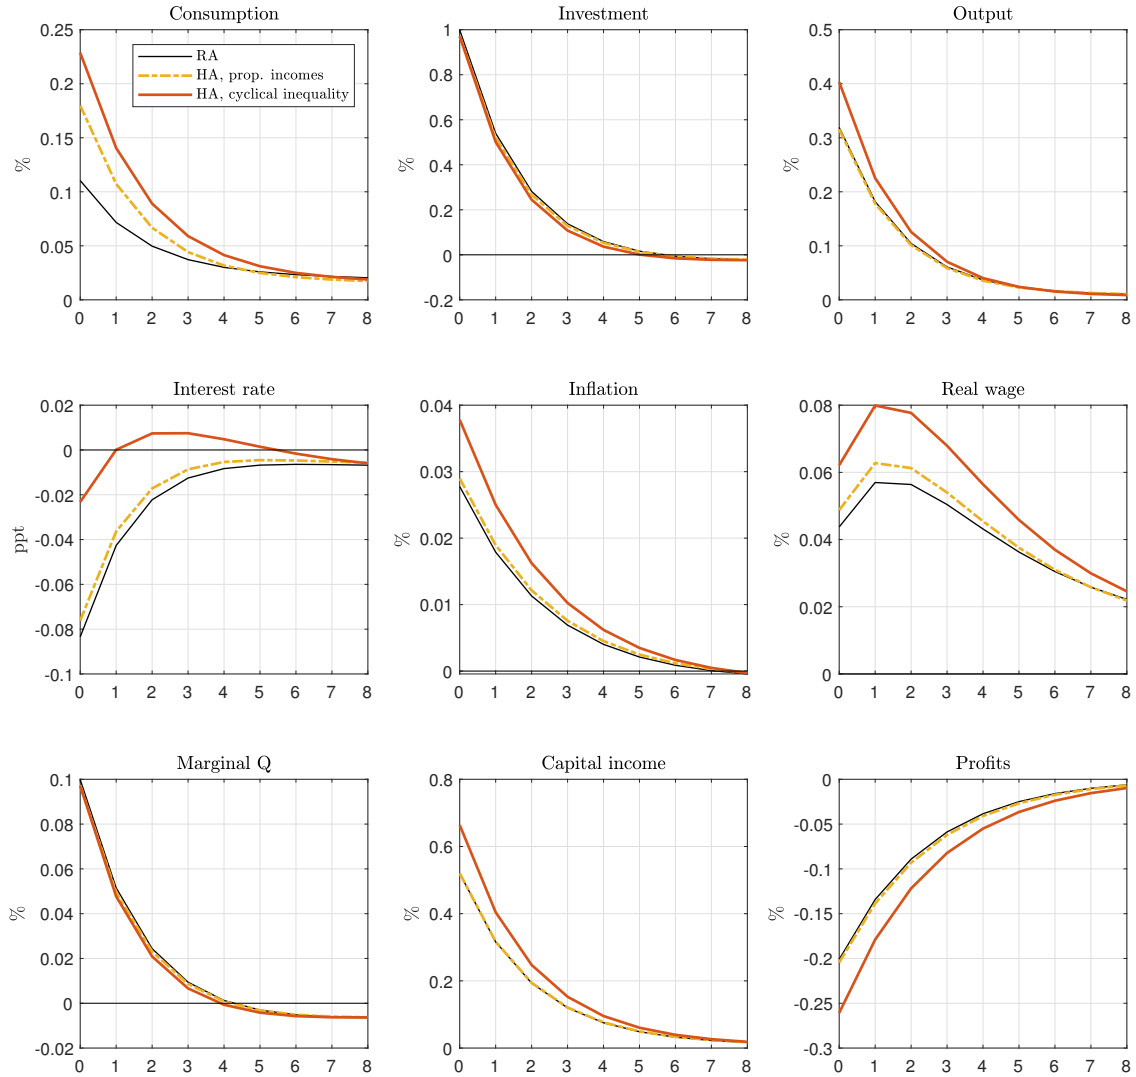 Consumption
Investment
Output
0.25
0.2
0.15
0.1
0.05
0
%
RA
HA, prop. incomes
HA, cyclical inequality
0 1 2 3 4 5 6 7 8
1
0.8
0.6
0.4
0.2
0
-0.2
%
0 1 2 3 4 5 6 7 8
0.5
0.4
0.3
0.2
0.1
0
%
0 1 2 3 4 5 6 7 8
Interest rate
Inflation
Real wage
0.02
0
-0.02
-0.04
-0.06
-0.08
-0.1
ppt
0 1 2 3 4 5 6 7 8
0.04
0.03
0.02
0.01
0
%
0 1 2 3 4 5 6 7 8
0.08
0.06
0.04
0.02
0
%
0 1 2 3 4 5 6 7 8
Marginal Q
Capital income
Profits
0.1
0.08
0.06
0.04
0.02
0
-0.02
%
0 1 2 3 4 5 6 7 8
0.8
0.6
0.4
0.2
0
%
0 1 2 3 4 5 6 7 8
0
-0.05
-0.1
-0.15
-0.2
-0.25
-0.3
%
0 1 2 3 4 5 6 7 8